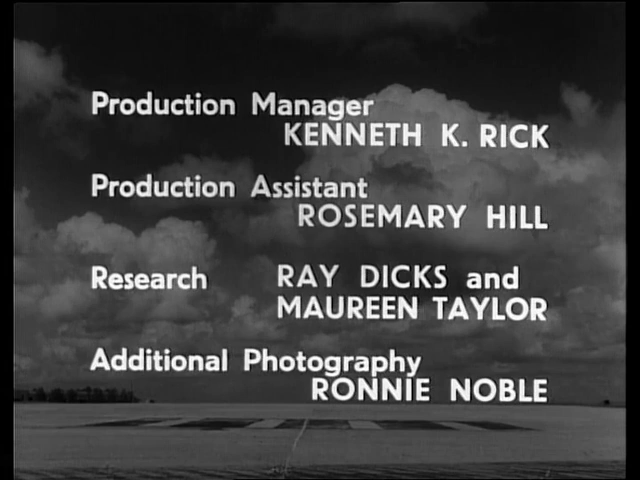 Production Manager
KENNETH K. RICK
Production Assistant
ROSEMARY HILL
Research RAY DICKS and
MAUREEN TAYLOR
Additional Photography
RONNIE NOBLE